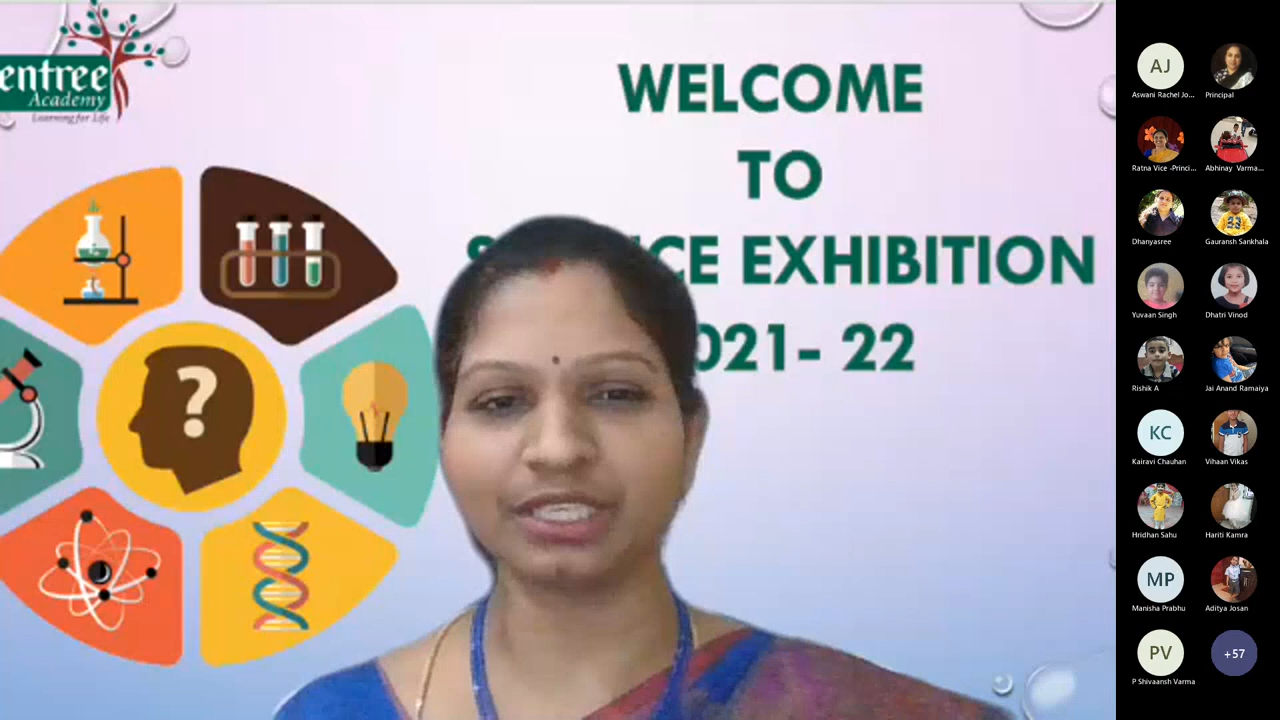 entree
Academy
Learning for Life
WELCOME
TO
EXHIBITION
2021- 22
?
AJ
Aswani Rachel Jo...
Principal
Ratna Vice -Princi...
Abhinay Varma...
Dhanyasree
Gauransh Sankhala
Yuvaan Singh
Dhatri Vinod
Rishik A
Jai Anand Ramaiya
KC
Kairavi Chauhan
Vihaan Vikas
Hridhan Sahu
Hariti Kamra
MP
Manisha Prabhu
Aditya Josan
PV
P Shivaansh Varma
+57